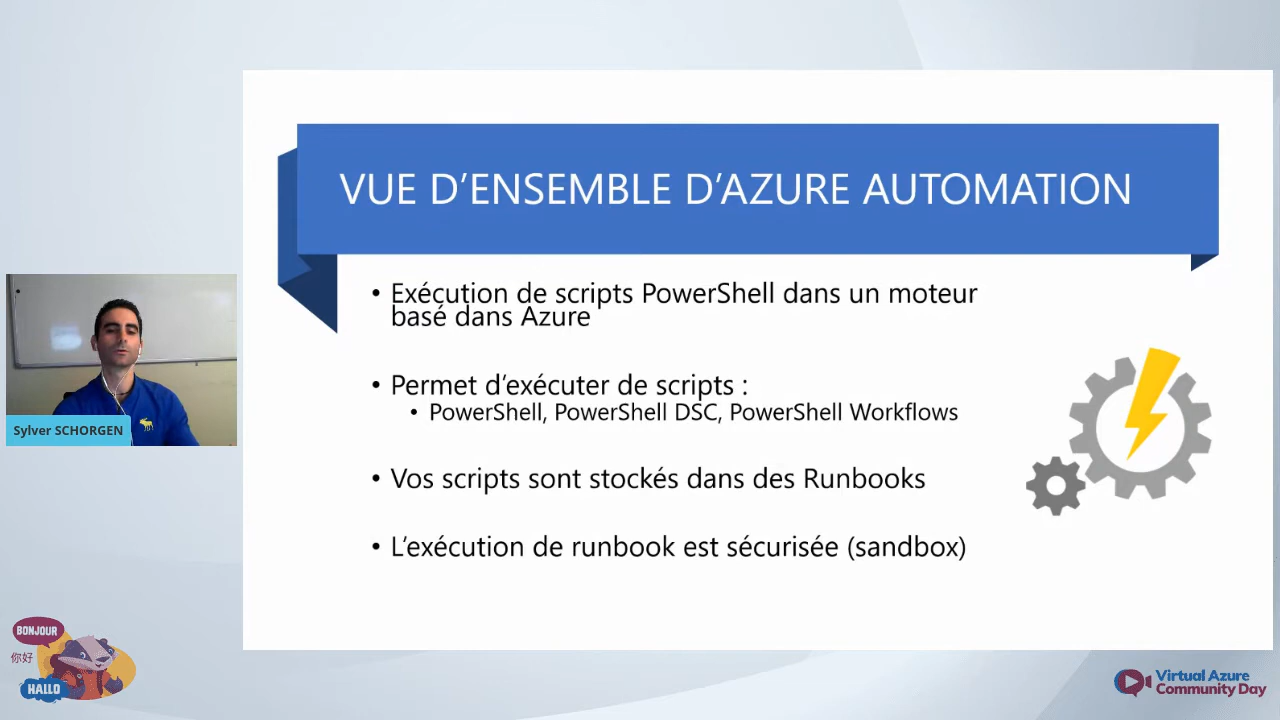 VUE D’ENSEMBLE D’AZURE AUTOMATION
• Exécution de scripts PowerShell dans un moteur
basé dans Azure
• Permet d’exécuter de scripts :
• PowerShell, PowerShell DSC, PowerShell Workflows
• Vos scripts sont stockés dans des Runbooks
• L’exécution de runbook est sécurisée (sandbox)
Sylver SCHORGEN
BONJOUR
你好
HALLO
Virtual Azure
Community Day